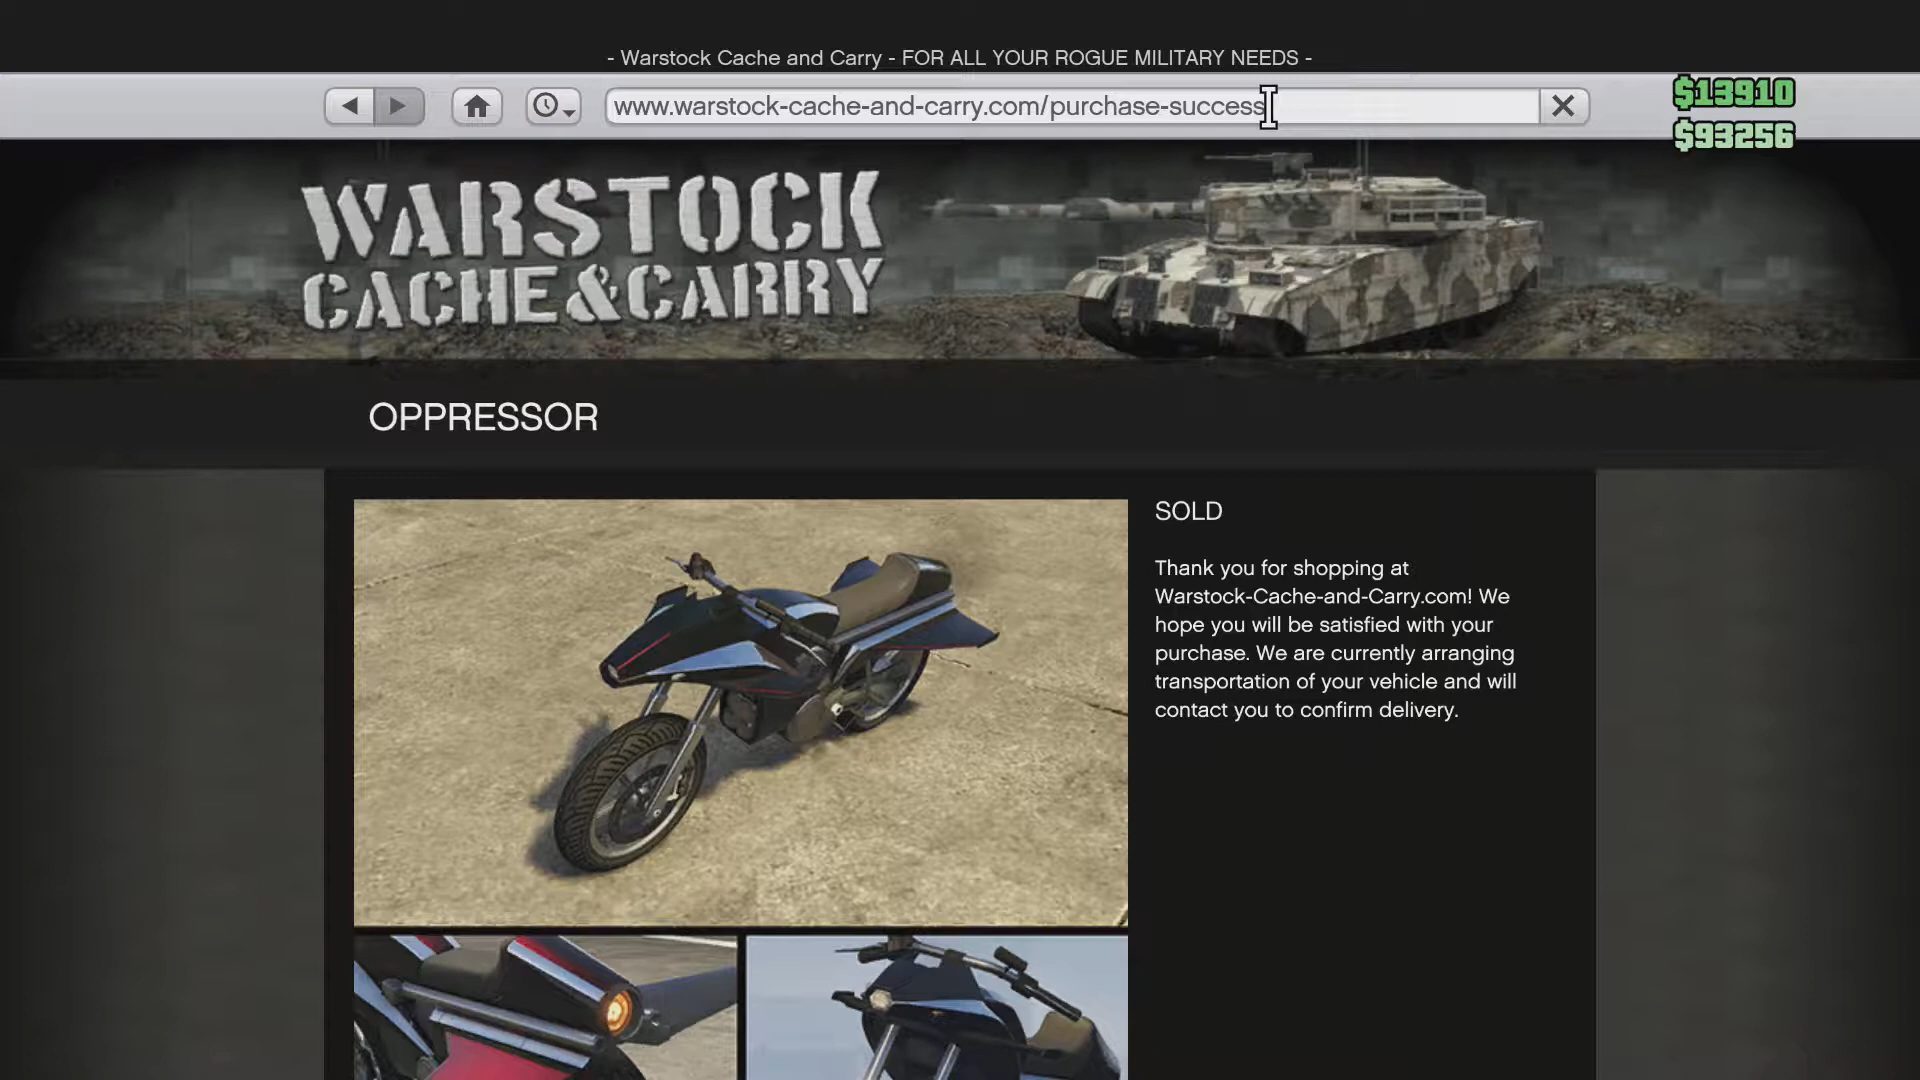 - Warstock Cache and Carry - FOR ALL YOUR ROGUE MILITARY NEEDS -
www.warstock-cache-and-carry.com/purchase-success
$13910
$93256
WARSTOCK
CACHE & CARRY
OPPRESSOR
SOLD
Thank you for shopping at
Warstock-Cache-and-Carry.com! We
hope you will be satisfied with your
purchase. We are currently arranging
transportation of your vehicle and will
contact you to confirm delivery.